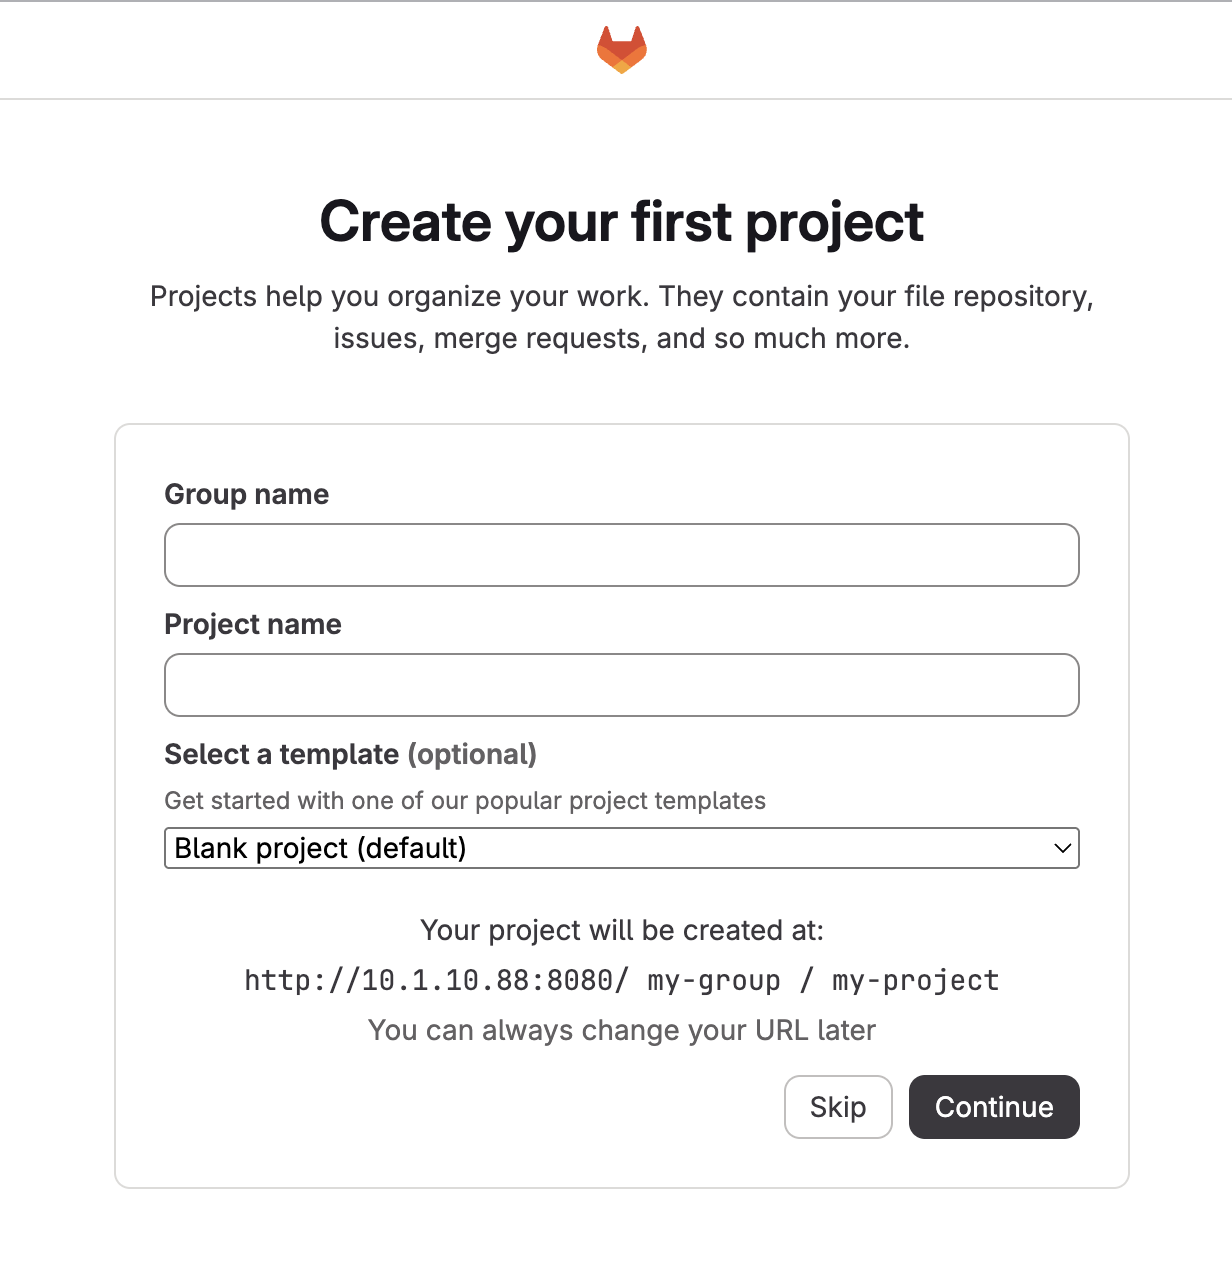 Create your first project
Projects help you organize your work. They contain your file repository,
issues, merge requests, and so much more.
Group name
Project name
Select a template (optional)
Get started with one of our popular project templates
Blank project (default)
Your project will be created at:
http://10.1.10.88:8080/ my-group / my-project
You can always change your URL later
Skip
Continue